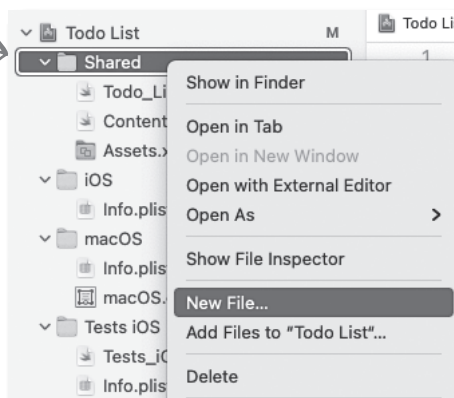 Todo List M
Todo Li
1
Shared
Todo_Li
Content
Assets.x
iOS
Info.plis
macOS
Info.plis
macOS.
Tests iOS
Tests_iO
Info.plis
Show in Finder
Open in Tab
Open in New Window
Open with External Editor
Open As
Show File Inspector
New File...
Add Files to "Todo List"...
Delete